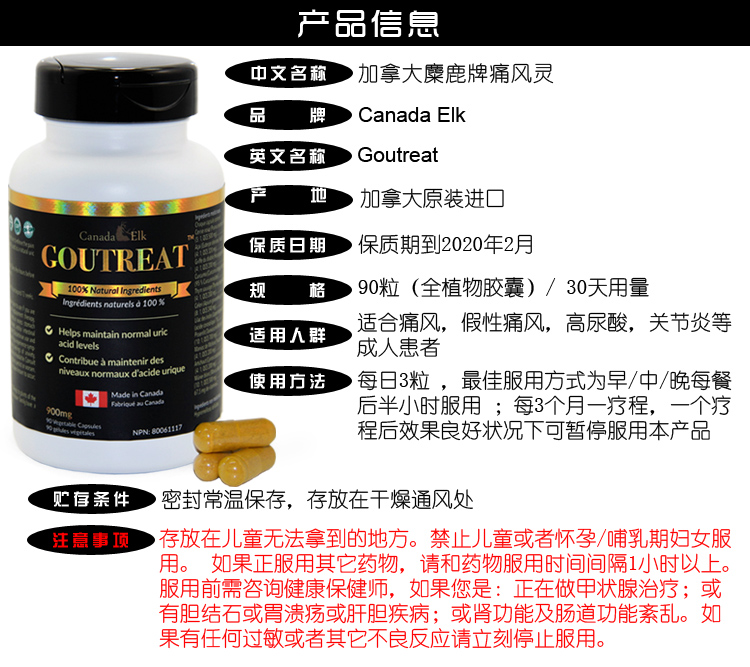 产品信息
中文名称 加拿大麋鹿牌痛风灵
品 牌 Canada Elk
英文名称 Goutreat
产 地 加拿大原装进口
保质日期 保质期到2020年2月
规 格 90粒（全植物胶囊）/ 30天用量
适用人群 适合痛风，假性痛风，高尿酸，关节炎等
成人患者
使用方法 每日3粒 ，最佳服用方式为早/中/晚每餐
后半小时服用 ；每3个月一疗程，一个疗
程后效果良好状况下可暂停服用本产品
Canada Elk
GOUTREAT™
100% Natural Ingredients
Ingrédients naturels à 100 %
Helps maintain normal uric
acid levels
Contribue à maintenir des
niveaux normaux d'acide urique
Made in Canada
Fabriqué au Canada
900mg
90 Vegetable Capsules
90 gélules végétales
NPN: 80061117
贮存条件 密封常温保存，存放在干燥通风处
注意事项 存放在儿童无法拿到的地方。禁止儿童或者怀孕/哺乳期妇女服
用。 如果正服用其它药物，请和药物服用时间间隔1小时以上。
服用前需咨询健康保健师，如果您是：正在做甲状腺治疗；或
有胆结石或胃溃疡或肝胆疾病；或肾功能及肠道功能紊乱。如
果有任何过敏或者其它不良反应请立刻停止服用。